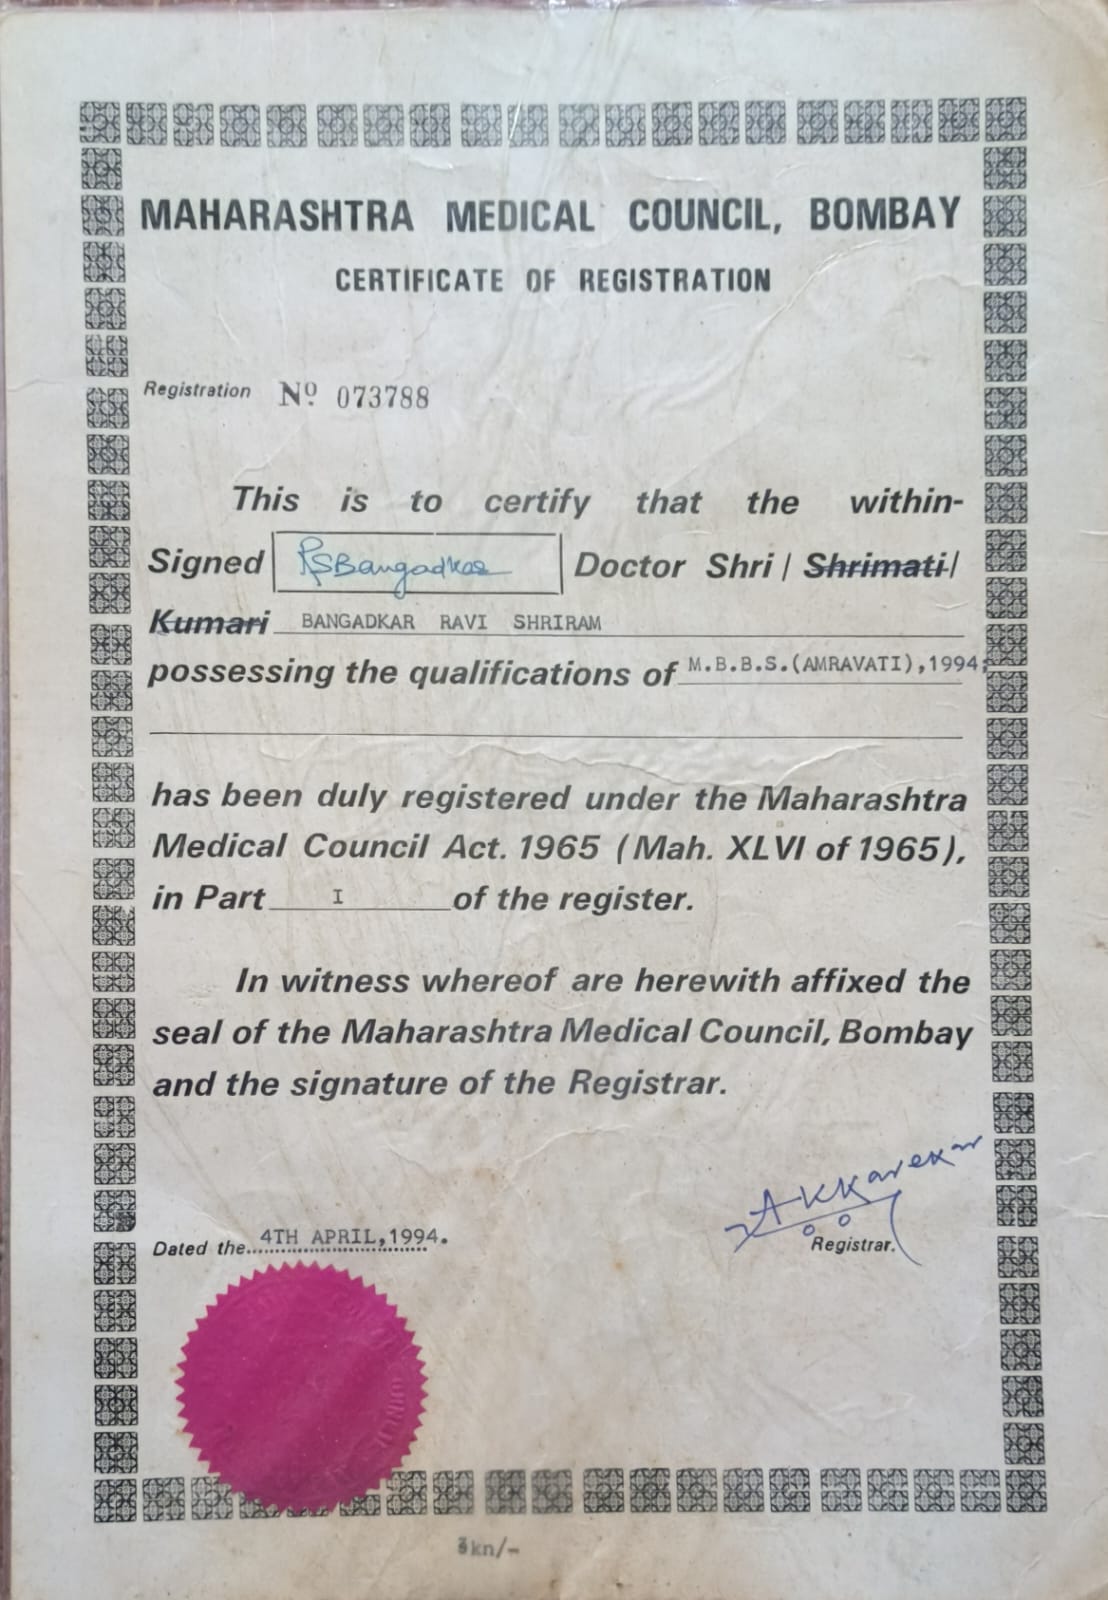 MAHARASHTRA MEDICAL COUNCIL, BOMBAY
CERTIFICATE OF REGISTRATION
Registration Nº 073788
This is to certify that the within-
Signed RSBangadkar Doctor Shri / Shrimati /
Kumari BANGADKAR RAVI SHRIRAM
possessing the qualifications of M.B.B.S.(AMRAVATI),1994;
has been duly registered under the Maharashtra
Medical Council Act. 1965 (Mah. XLVI of 1965),
in Part I of the register.
In witness whereof are herewith affixed the
seal of the Maharashtra Medical Council, Bombay
and the signature of the Registrar.
AKKarekar
Dated the 4TH APRIL,1994.
Registrar.
kn/-